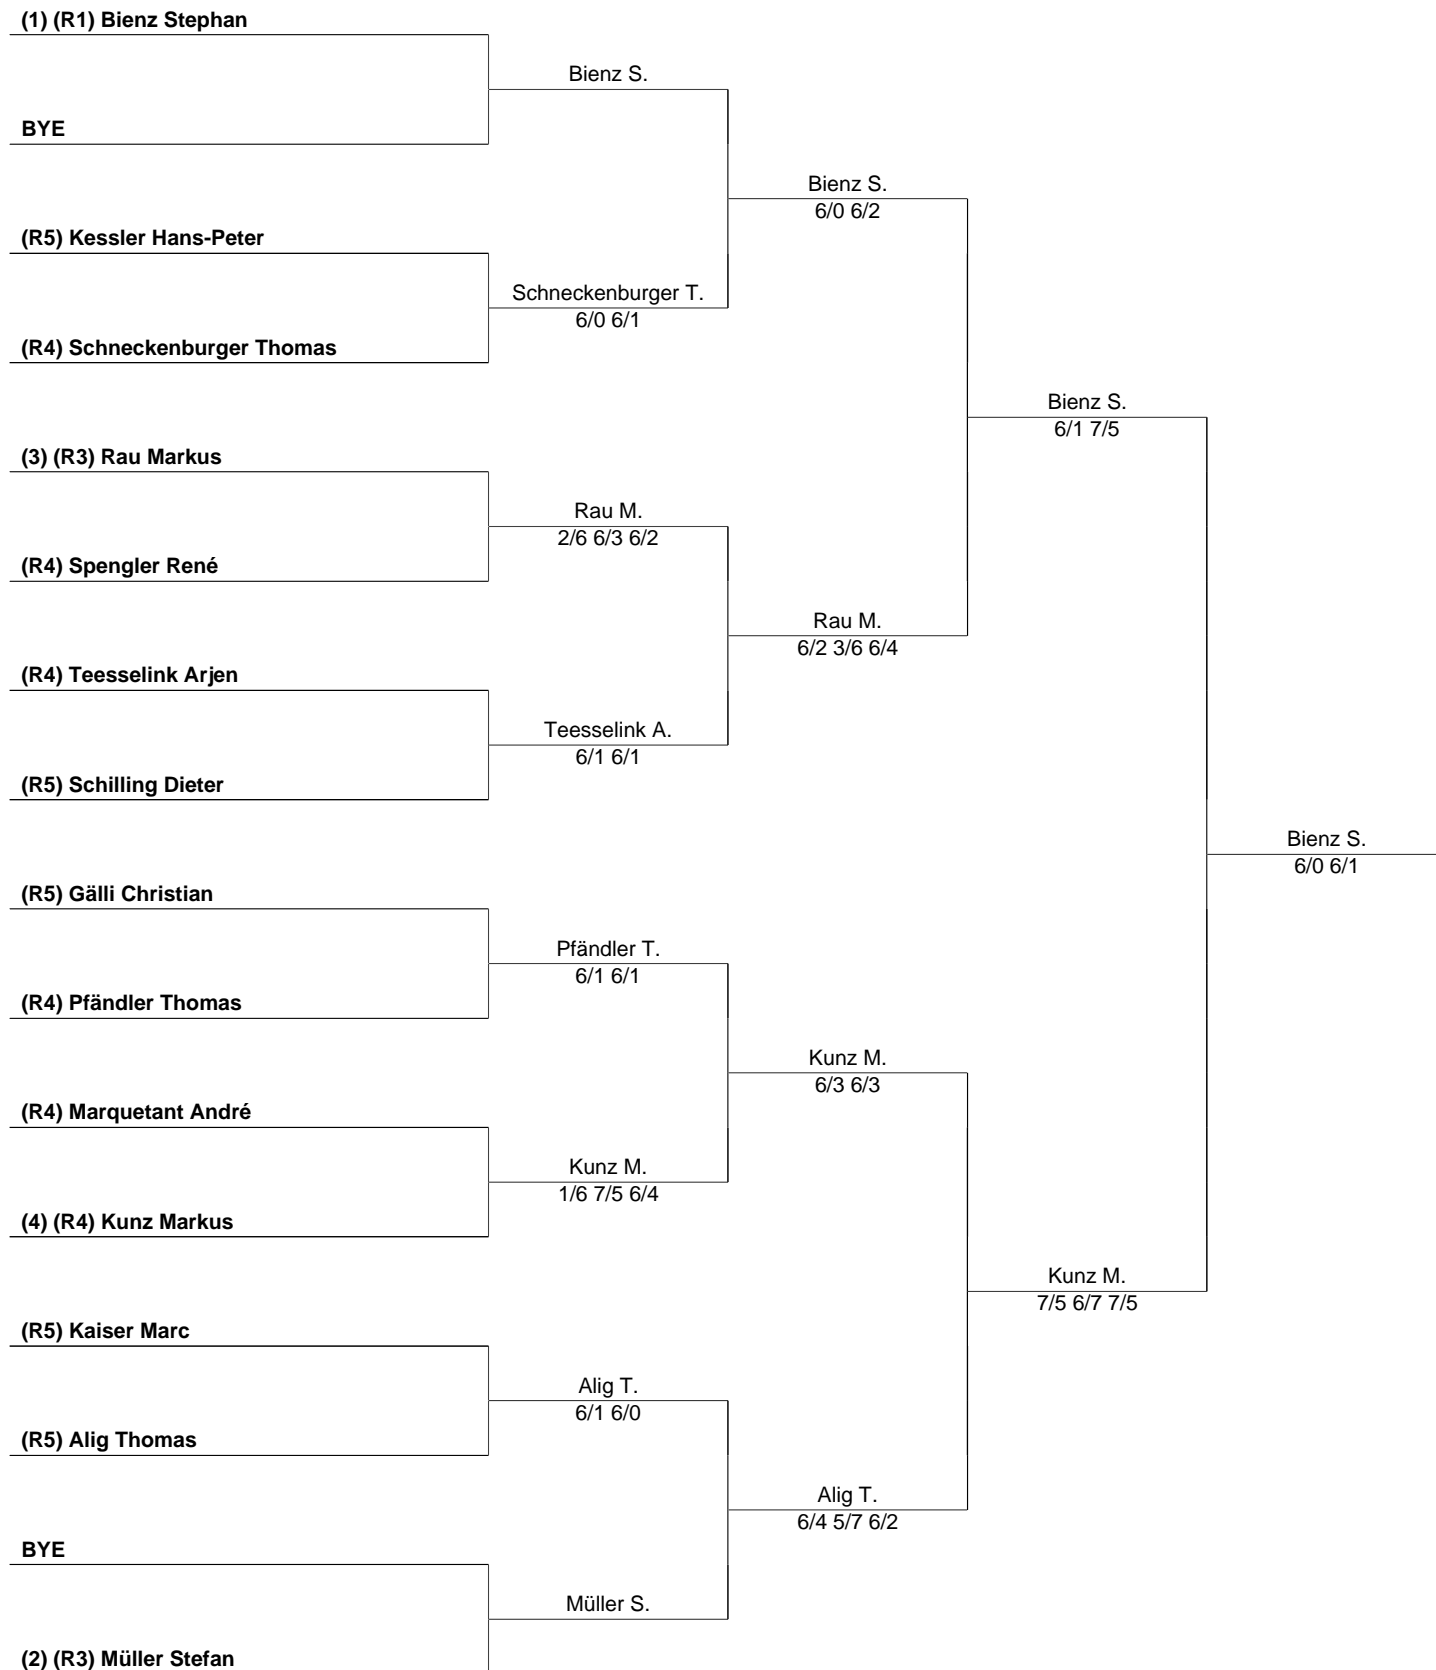 (1) (R1) Bienz Stephan
Bienz S.
BYE
Bienz S.
6/0 6/2
(R5) Kessler Hans-Peter
Schneckenburger T.
6/0 6/1
(R4) Schneckenburger Thomas
Bienz S.
6/1 7/5
(3) (R3) Rau Markus
Rau M.
2/6 6/3 6/2
(R4) Spengler René
Rau M.
6/2 3/6 6/4
(R4) Teesselink Arjen
Teesselink A.
6/1 6/1
(R5) Schilling Dieter
Bienz S.
6/0 6/1
(R5) Gälli Christian
Pfändler T.
6/1 6/1
(R4) Pfändler Thomas
Kunz M.
6/3 6/3
(R4) Marquetant André
Kunz M.
1/6 7/5 6/4
(4) (R4) Kunz Markus
Kunz M.
7/5 6/7 7/5
(R5) Kaiser Marc
Alig T.
6/1 6/0
(R5) Alig Thomas
Alig T.
6/4 5/7 6/2
BYE
Müller S.
(2) (R3) Müller Stefan